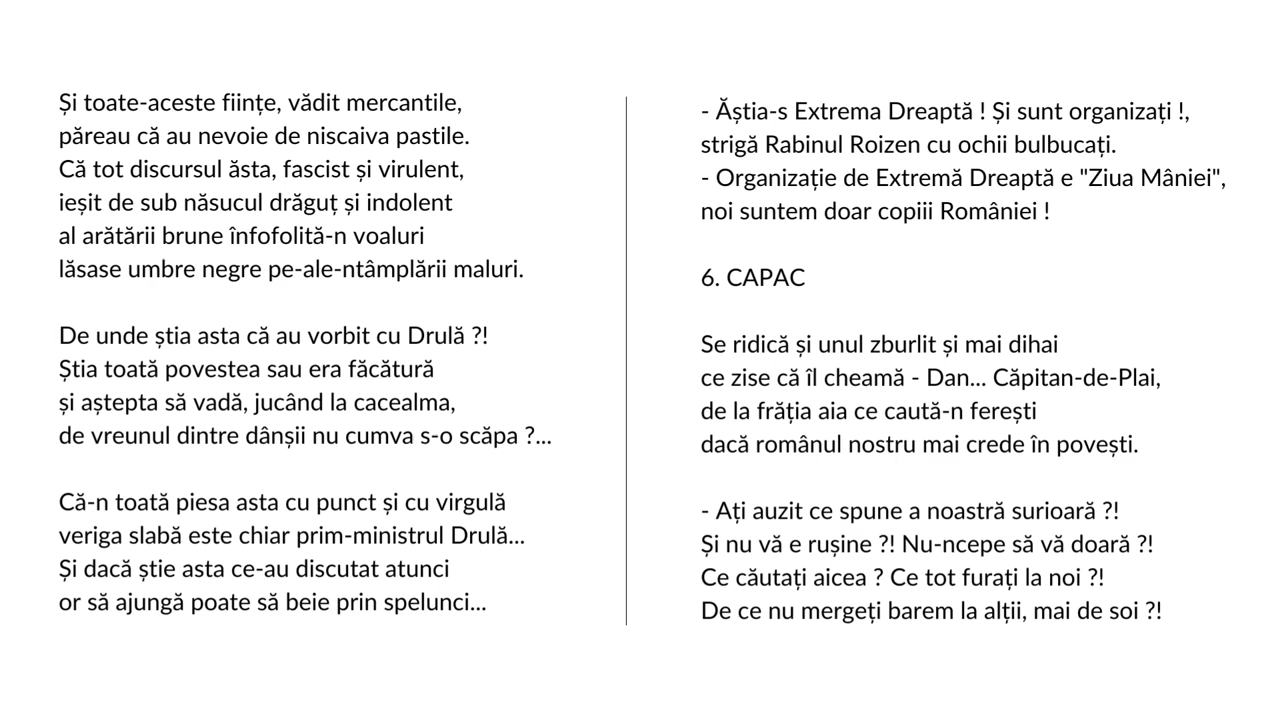 Și toate-aceste ființe, vădit mercantile,
păreau că au nevoie de niscaiva pastile.
Că tot discursul ăsta, fascist și virulent,
ieșit de sub năsucul drăguț și indolent
al arătării brune înfofolită-n voaluri
lăsase umbre negre pe-ale-ntâmplării maluri.

De unde știa asta că au vorbit cu Drulă ?!
Știa toată povestea sau era făcătură
și aștepta să vadă, jucând la cacealma,
de vreunul dintre dânșii nu cumva s-o scăpa ?...

Că-n toată piesa asta cu punct și cu virgulă
veriga slabă este chiar prim-ministrul Drulă...
Și dacă știe asta ce-au discutat atunci
or să ajungă poate să beie prin spelunci...

- Ăștia-s Extrema Dreaptă ! Și sunt organizați !,
strigă Rabinul Roizen cu ochii bulbucați.
- Organizație de Extremă Dreaptă e "Ziua Mâniei",
noi suntem doar copiii României !

6. CAPAC

Se ridică și unul zburlit și mai dihai
ce zise că îl cheamă - Dan... Căpitan-de-Plai,
de la frăția aia ce caută-n ferești
dacă românul nostru mai crede în povești.

- Ați auzit ce spune a noastră surioară ?!
Și nu vă e rușine ?! Nu-ncepe să vă doară ?!
Ce căutați aicea ? Ce tot furați la noi ?!
De ce nu mergeți barem la alții, mai de soi ?!